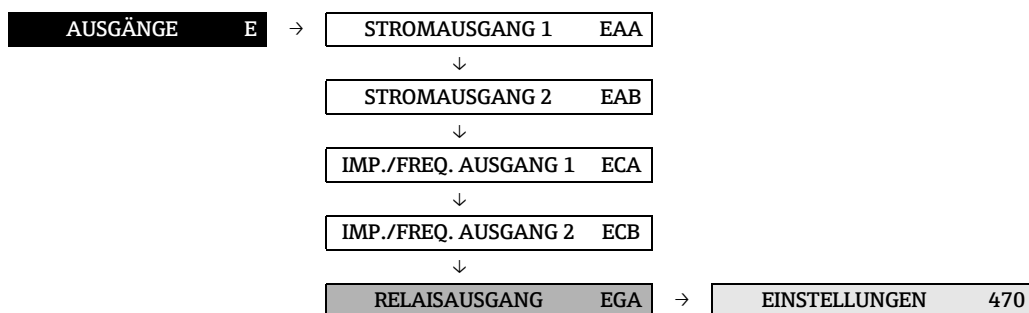 AUSGÄNGE E → STROMAUSGANG 1 EAA
↓
STROMAUSGANG 2 EAB
↓
IMP./FREQ. AUSGANG 1 ECA
↓
IMP./FREQ. AUSGANG 2 ECB
↓
RELAISAUSGANG EGA → EINSTELLUNGEN 470